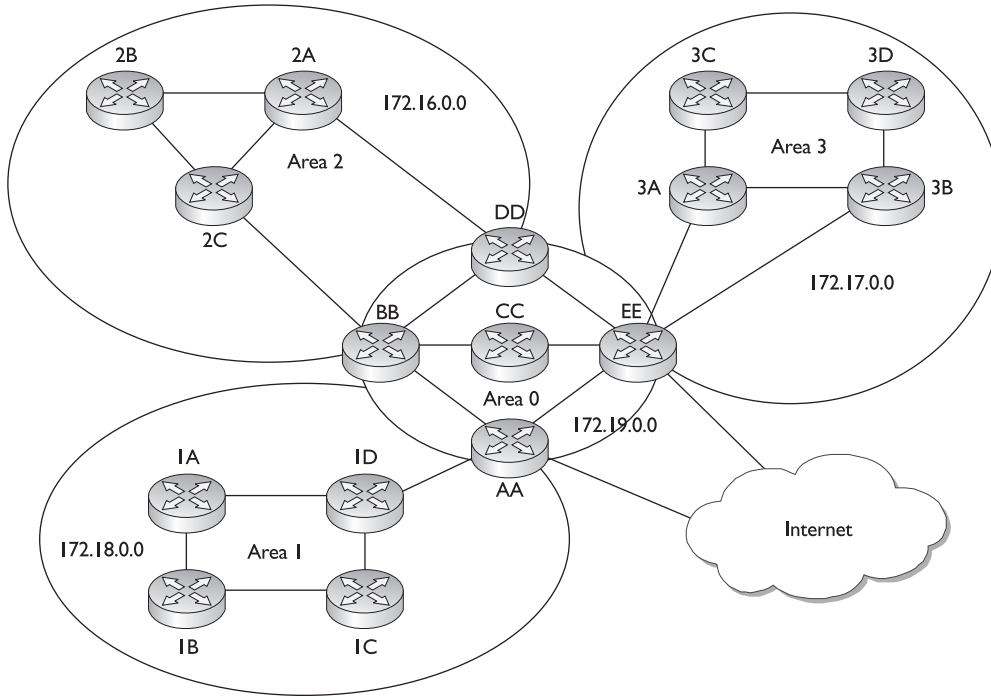 2B
2A
172.16.0.0
Area 2
2C
3C
3D
Area 3
3A
3B
172.17.0.0
DD
BB
CC
EE
Area 0
172.19.0.0
AA
1A
1D
172.18.0.0
Area 1
1B
1C
Internet